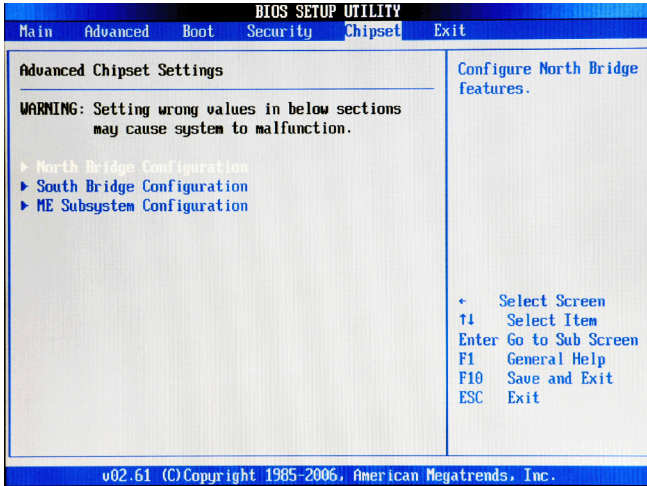 BIOS SETUP UTILITY
Main Advanced Boot Security Chipset Exit
Advanced Chipset Settings
WARNING: Setting wrong values in below sections
may cause system to malfunction.
▶ North Bridge Configuration
▶ South Bridge Configuration
▶ ME Subsystem Configuration
Configure North Bridge
features.
← Select Screen
↑↓ Select Item
Enter Go to Sub Screen
F1 General Help
F10 Save and Exit
ESC Exit
v02.61 (C)Copyright 1985-2006, American Megatrends, Inc.